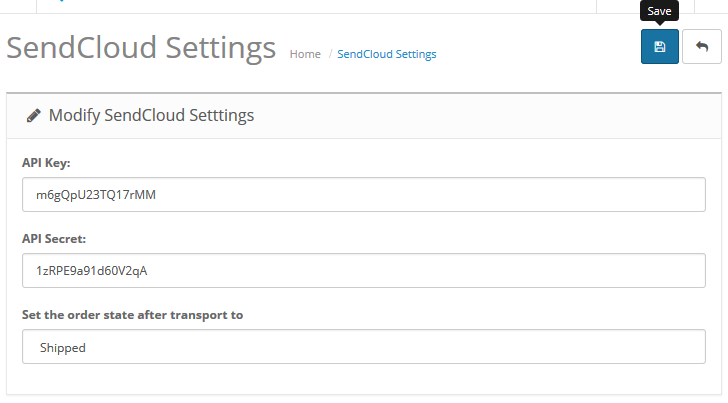 Save
SendCloud Settings Home / SendCloud Settings
Modify SendCloud Setttings
API Key:
m6gQpU23TQ17rMM
API Secret:
1zRPE9a91d60V2qA
Set the order state after transport to
Shipped